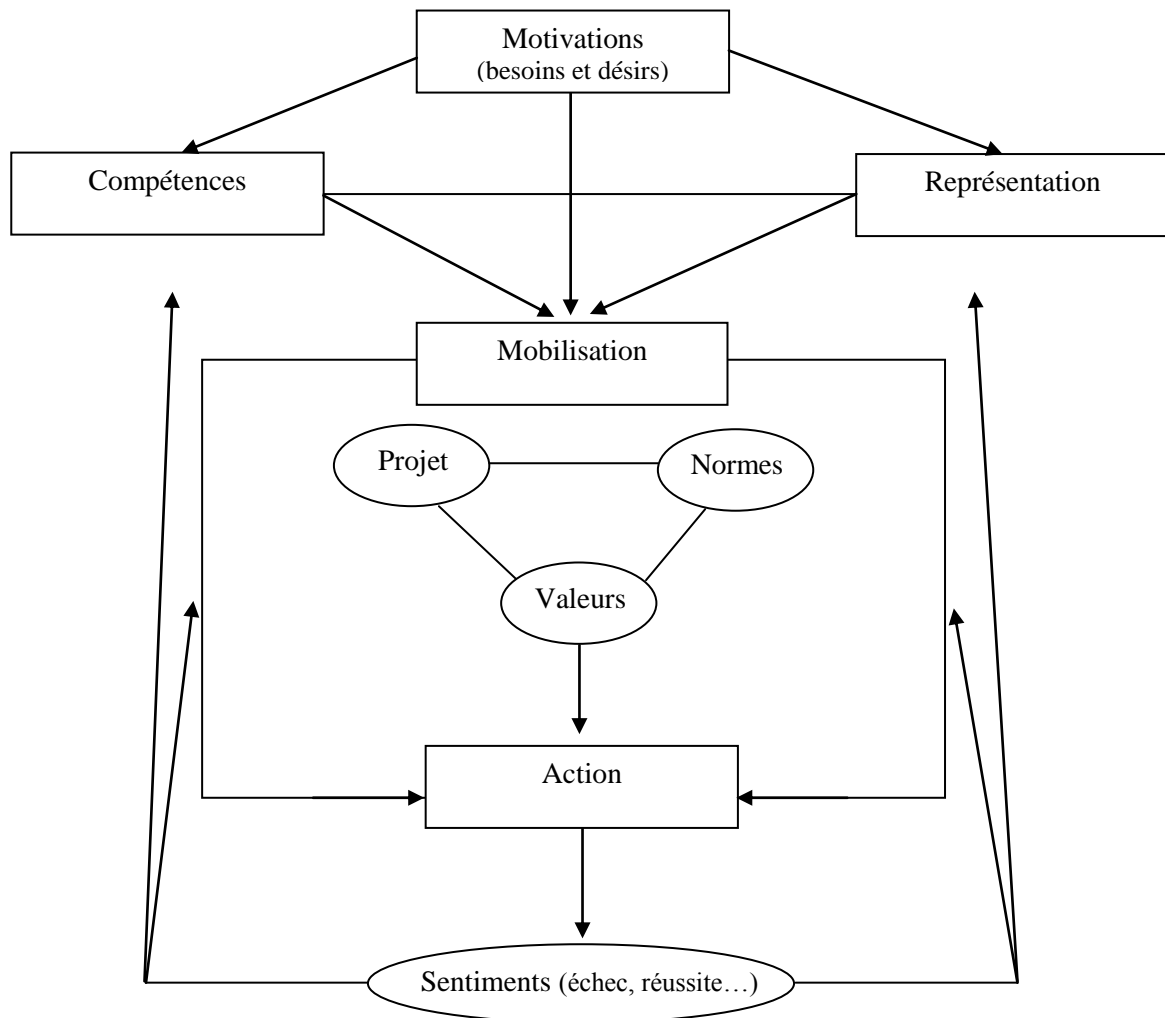 Motivations
(besoins et désirs)
Compétences
Représentation
Mobilisation
Projet
Normes
Valeurs
Action
Sentiments (échec, réussite…)